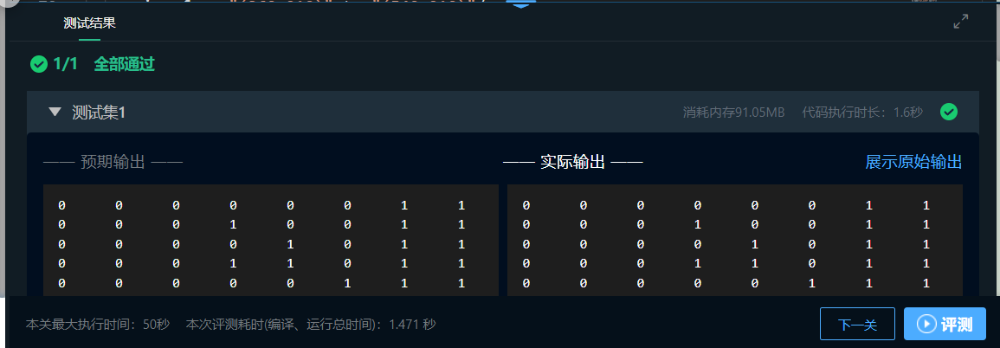 测试结果
1/1 全部通过
测试集1 消耗内存91.05MB 代码执行时长：1.6秒
—— 预期输出 —— —— 实际输出 —— 展示原始输出
0 0 0 0 0 0 1 1 0 0 0 0 0 0 1 1
0 0 0 1 0 0 1 1 0 0 0 1 0 0 1 1
0 0 0 0 1 0 1 1 0 0 0 0 1 0 1 1
0 0 0 1 1 0 1 1 0 0 0 1 1 0 1 1
0 0 0 0 0 1 1 1 0 0 0 0 0 1 1 1
本关最大执行时间：50秒 本次评测耗时(编译、运行总时间)：1.471 秒 下一关 评测